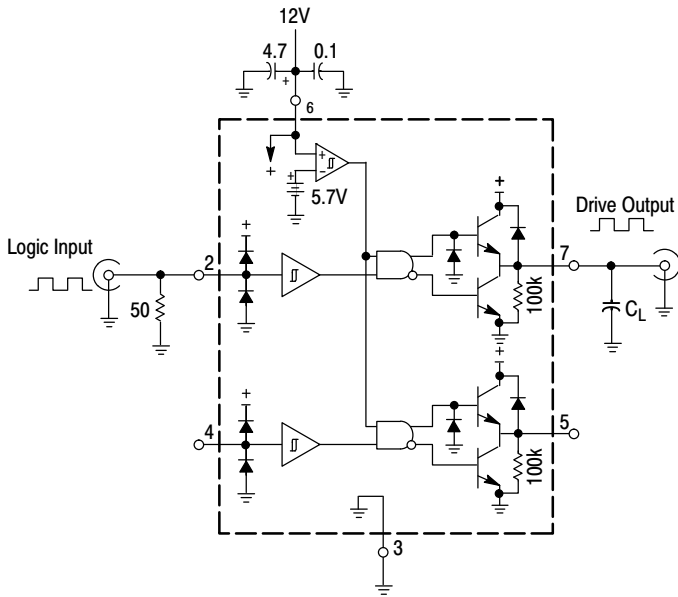 12V
4.7
0.1
+
6
+
+
+
−
5.7V
+
Drive Output
Logic Input
+
2
7
50
100k
CL
+
+
4
5
100k
3